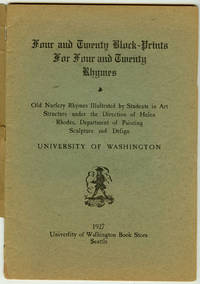 Four and Twenty Block-Prints
For Four and Twenty
Rhymes
Old Nursery Rhymes Illustrated by Students in Art
Structure under the Direction of Helen
Rhodes, Department of Painting
Sculpture and Design
UNIVERSITY OF WASHINGTON
1927
University of Washington Book Store
Seattle